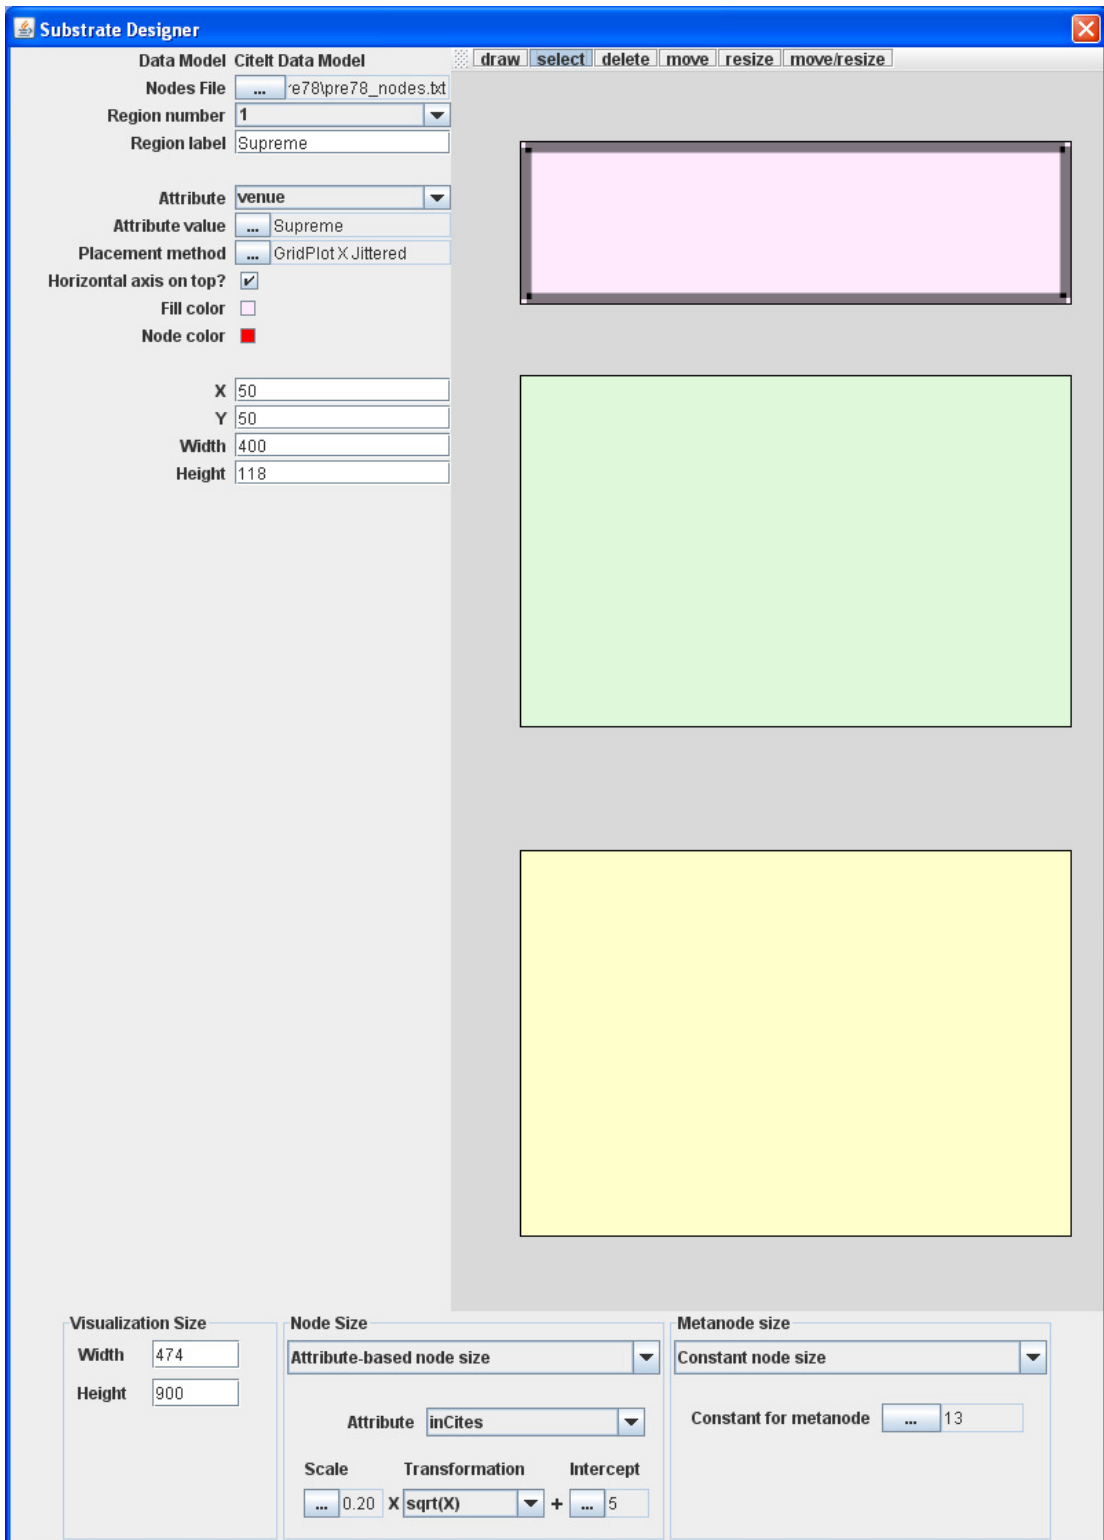 Substrate Designer
Data Model CiteIt Data Model
draw select delete move resize move/resize
Nodes File ... 're78\pre78_nodes.txt
Region number 1
Region label Supreme
Attribute venue
Attribute value ... Supreme
Placement method ... GridPlot X Jittered
Horizontal axis on top?
Fill color
Node color
X 50
Y 50
Width 400
Height 118
Visualization Size
Width 474
Height 900
Node Size
Attribute-based node size
Attribute inCites
Scale Transformation Intercept
... 0.20 X sqrt(X) + ... 5
Metanode size
Constant node size
Constant for metanode ... 13